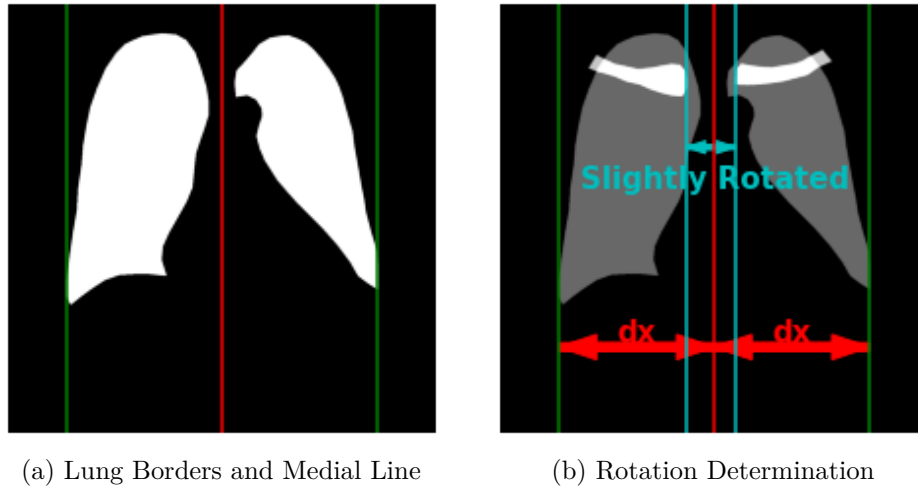 Slightly Rotated
dx dx
(a) Lung Borders and Medial Line
(b) Rotation Determination